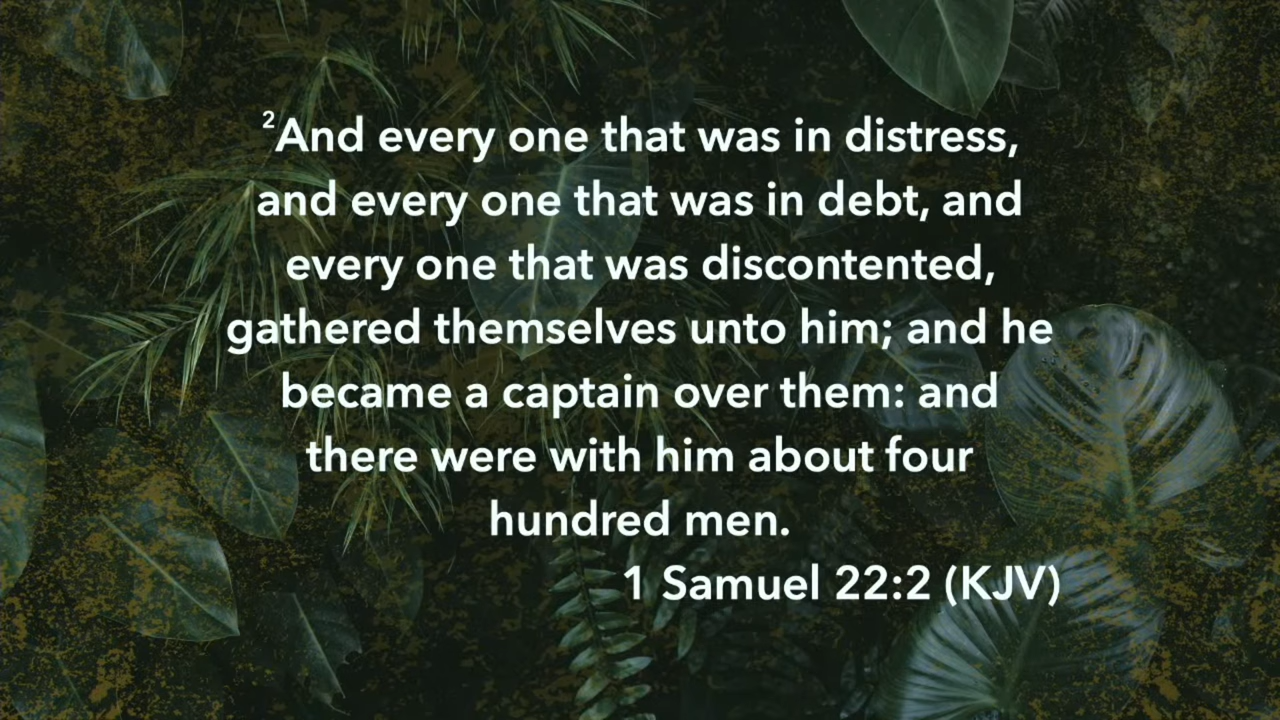 ²And every one that was in distress,
and every one that was in debt, and
every one that was discontented,
gathered themselves unto him; and he
became a captain over them: and
there were with him about four
hundred men.
1 Samuel 22:2 (KJV)